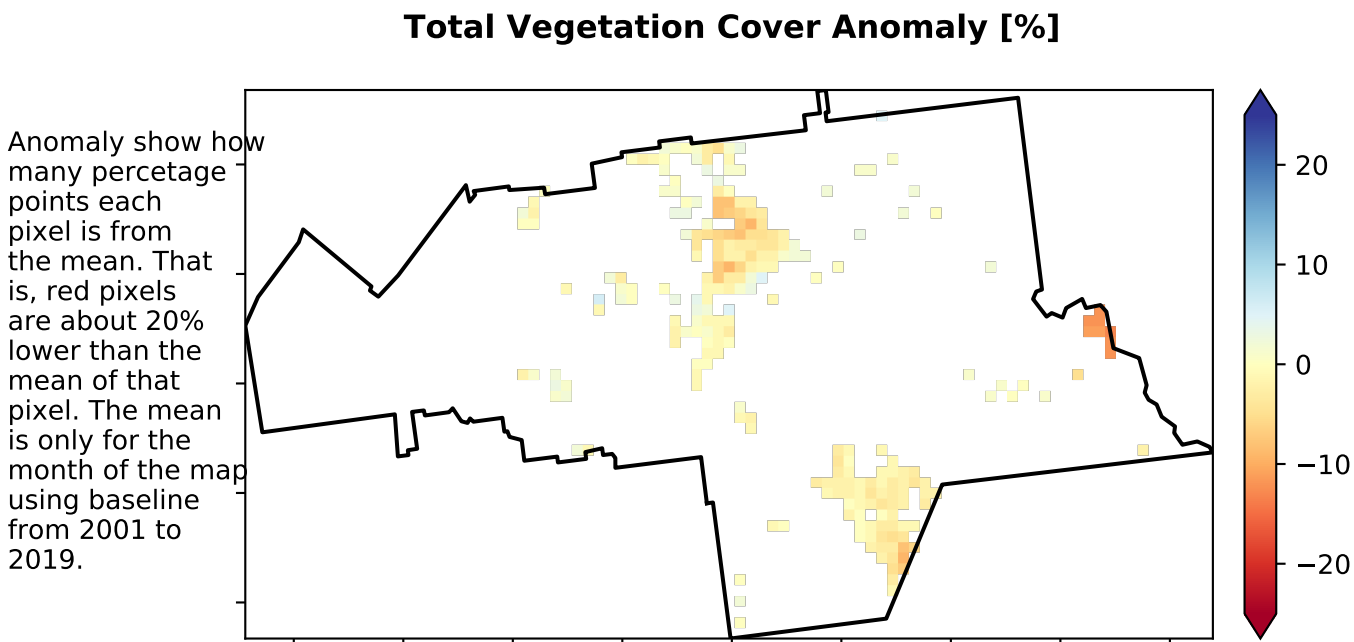 Total Vegetation Cover Anomaly [%]
Anomaly show how
many percetage
points each
pixel is from
the mean. That
is, red pixels
are about 20%
lower than the
mean of that
pixel. The mean
is only for the
month of the map
using baseline
from 2001 to
2019.
20
10
0
−10
−20